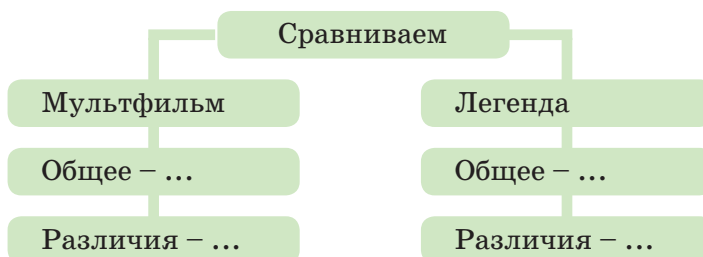 Сравниваем
Мультфильм
Легенда
Общее – ...
Общее – ...
Различия – ...
Различия – ...